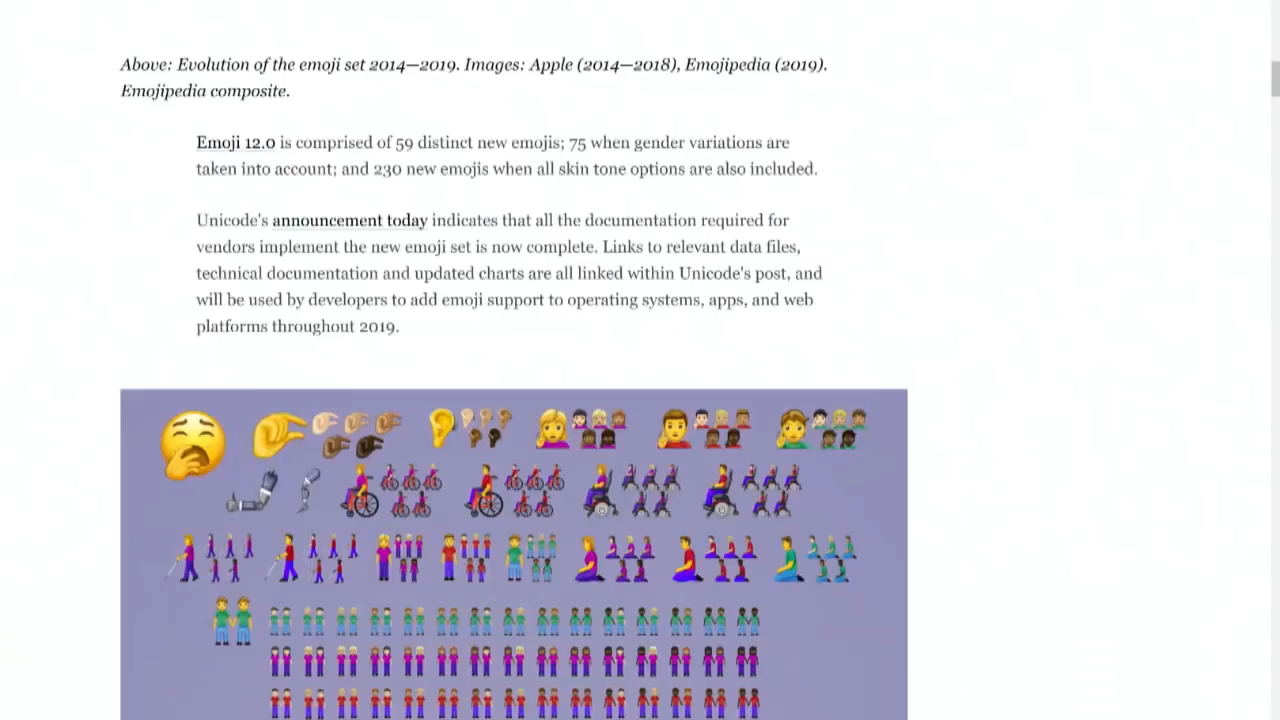 Above: Evolution of the emoji set 2014—2019. Images: Apple (2014—2018), Emojipedia (2019).
Emojipedia composite.
Emoji 12.0 is comprised of 59 distinct new emojis; 75 when gender variations are
taken into account; and 230 new emojis when all skin tone options are also included.
Unicode's announcement today indicates that all the documentation required for
vendors implement the new emoji set is now complete. Links to relevant data files,
technical documentation and updated charts are all linked within Unicode's post, and
will be used by developers to add emoji support to operating systems, apps, and web
platforms throughout 2019.